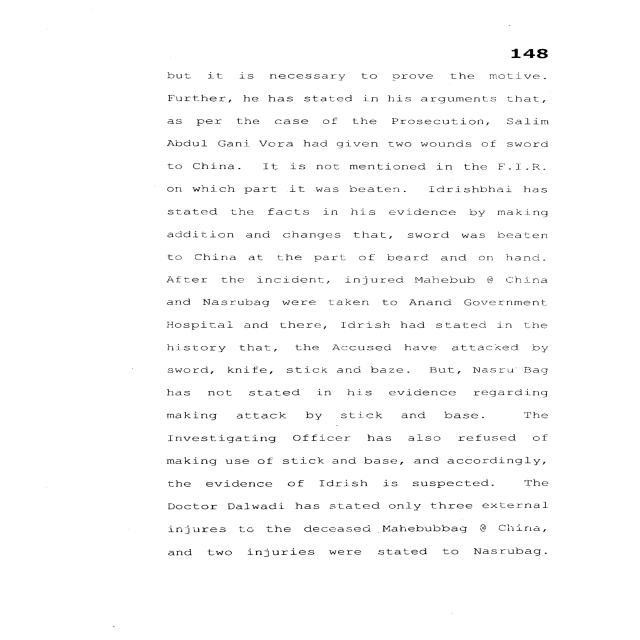 148
but it is necessary to prove the motive.
Further, he has stated in his arguments that,
as per the case of the Prosecution, Salim
Abdul Gani Vora had given two wounds of sword
to China. It is not mentioned in the F.I.R.
on which part it was beaten. Idrishbhai has
stated the facts in his evidence by making
addition and changes that, sword was beaten
to China at the part of beard and on hand.
After the incident, injured Mahebub @ China
and Nasrubag were taken to Anand Government
Hospital and there, Idrish had stated in the
history that, the Accused have attacked by
sword, knife, stick and baze. But, Nasru Bag
has not stated in his evidence regarding
making attack by stick and base. The
Investigating Officer has also refused of
making use of stick and base, and accordingly,
the evidence of Idrish is suspected. The
Doctor Dalwadi has stated only three external
injures to the deceased Mahebubbag @ China,
and two injuries were stated to Nasrubag.